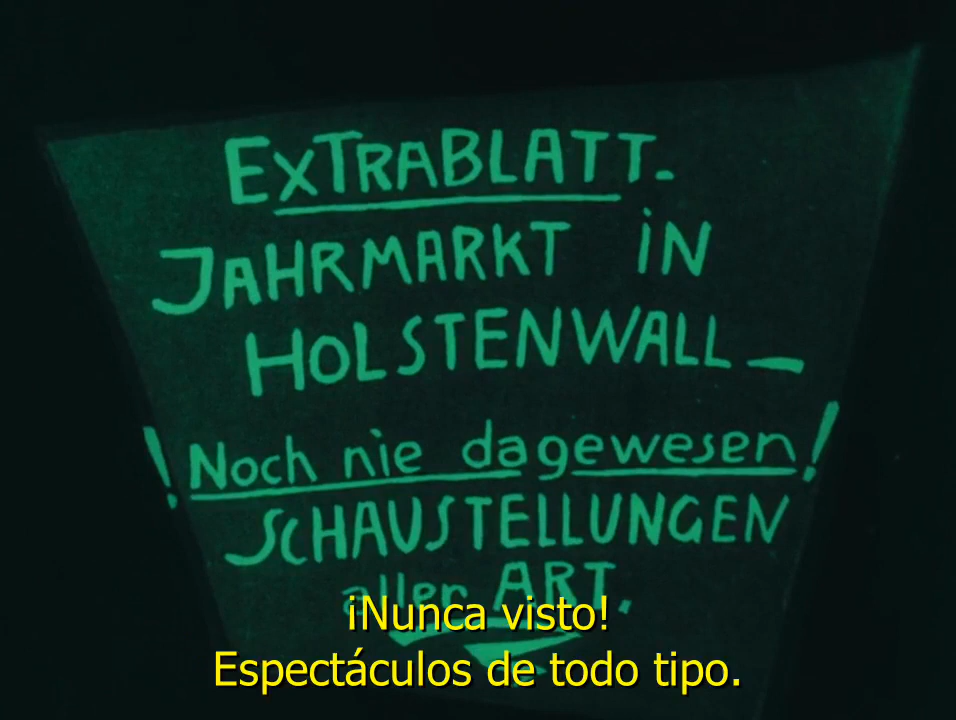 EXTRABLATT.
JAHRMARKT iN
HOLSTENWALL –
! Noch nie dagewesen !
SCHAUSTELLUNGEN
aller ART.
¡Nunca visto!
Espectáculos de todo tipo.